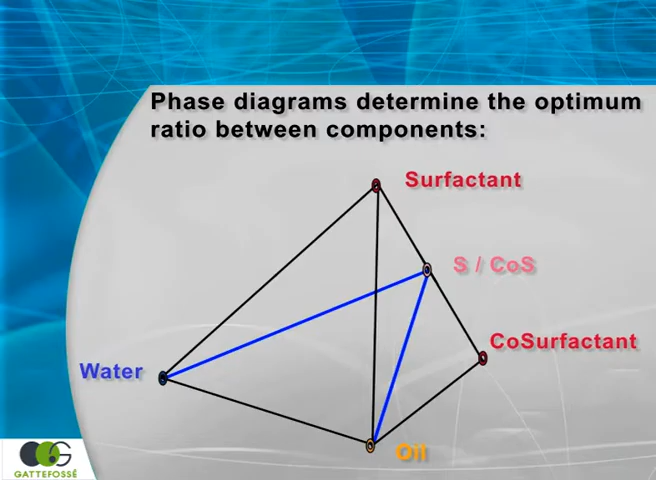 Phase diagrams determine the optimum
ratio between components:
Surfactant
S / CoS
CoSurfactant
Water
Oil
GATTEFOSSÉ